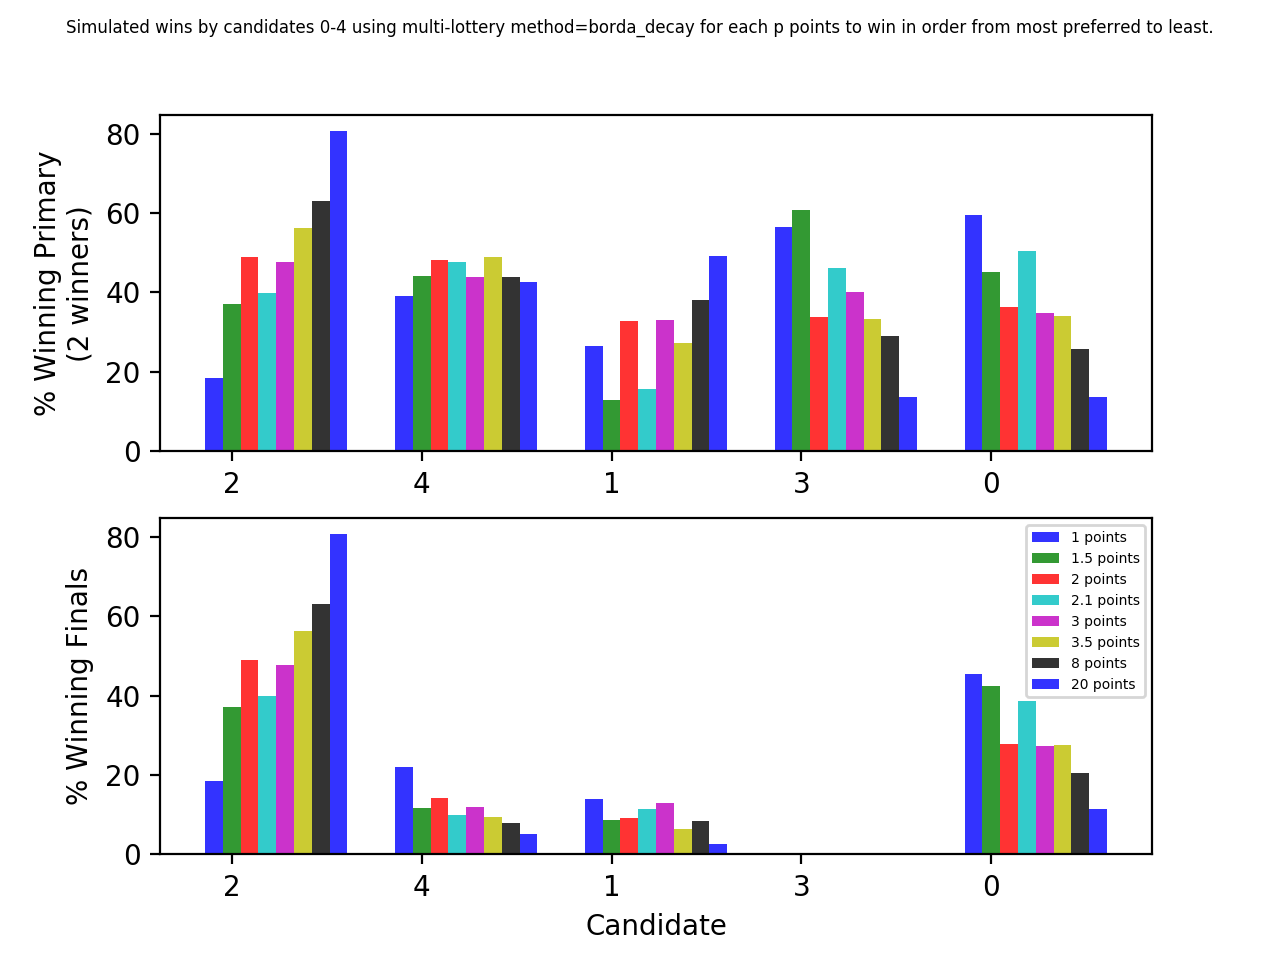 Simulated wins by candidates 0-4 using multi-lottery method=borda_decay for each p points to win in order from most preferred to least.
% Winning Primary
(2 winners)
80
60
40
20
0
2 4 1 3 0
% Winning Finals
80
60
40
20
0
1 points
1.5 points
2 points
2.1 points
3 points
3.5 points
8 points
20 points
2 4 1 3 0
Candidate